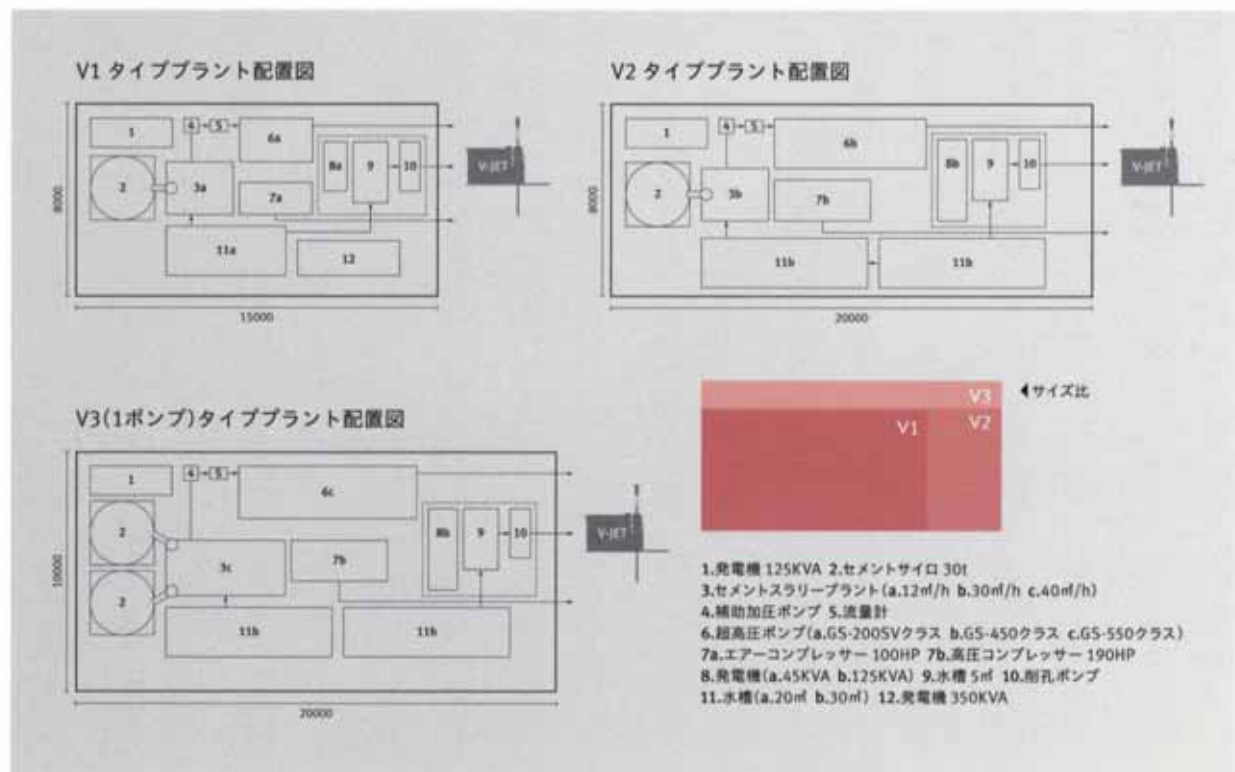 V1 タイププラント配置図
1
4
5
6a
8a
9
10
2
3a
7a
11a
12
8000
15000
V-JET
V2 タイププラント配置図
1
4
5
6b
8b
9
10
2
3b
7b
11b
11b
8000
20000
V-JET
V3(1ポンプ)タイププラント配置図
1
4
5
6c
2
8b
9
10
3c
7b
2
11b
11b
10000
20000
V-JET
V3
◀サイズ比
V1
V2
1.発電機 125KVA 2.セメントサイロ 30t
3.セメントスラリープラント(a.12㎥/h b.30㎥/h c.40㎥/h)
4.補助加圧ポンプ 5.流量計
6.超高圧ポンプ(a.GS-200SVクラス b.GS-450クラス c.GS-550クラス)
7a.エアーコンプレッサー 100HP 7b.高圧コンプレッサー 190HP
8.発電機(a.45KVA b.125KVA) 9.水槽 5㎥ 10.削孔ポンプ
11.水槽(a.20㎥ b.30㎥) 12.発電機 350KVA